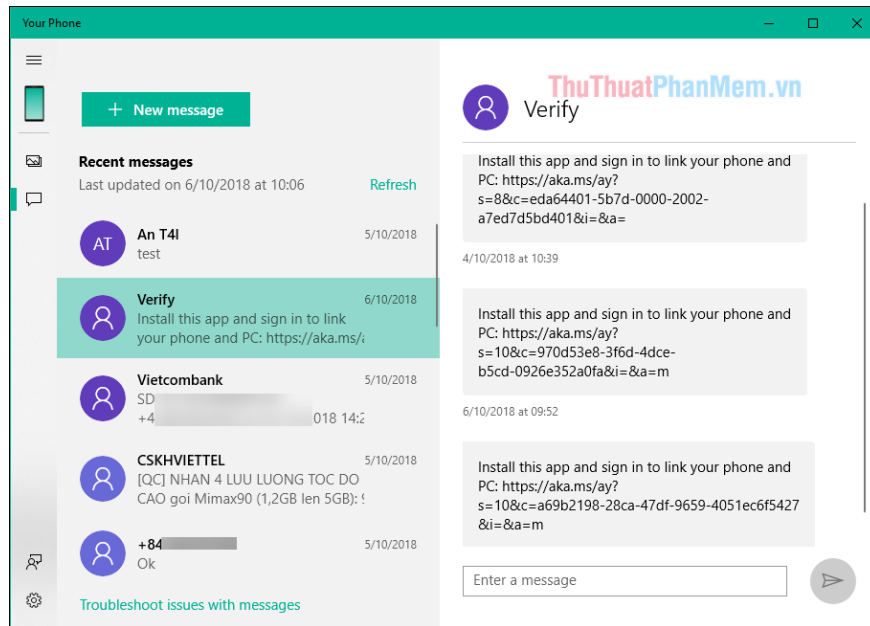 Your Phone
+ New message
Recent messages
Last updated on 6/10/2018 at 10:06
Refresh
AT
An T4I
5/10/2018
test
Verify
6/10/2018
Install this app and sign in to link
your phone and PC: https://aka.ms/
Vietcombank
5/10/2018
SD
+4 018 14:2
CSKHVIETTEL
5/10/2018
[QC] NHAN 4 LUU LUONG TOC DO
CAO goi Mimax90 (1,2GB len 5GB): 9
+84
5/10/2018
Ok
Troubleshoot issues with messages
ThuThuatPhanMem.vn
Verify
Install this app and sign in to link your phone and
PC: https://aka.ms/ay?
s=8&c=eda64401-5b7d-0000-2002-
a7ed7d5bd401&i=&a=
4/10/2018 at 10:39
Install this app and sign in to link your phone and
PC: https://aka.ms/ay?
s=10&c=970d53e8-3f6d-4dce-
b5cd-0926e352a0fa&i=&a=m
6/10/2018 at 09:52
Install this app and sign in to link your phone and
PC: https://aka.ms/ay?
s=10&c=a69b2198-28ca-47df-9659-4051ec6f5427
&i=&a=m
Enter a message